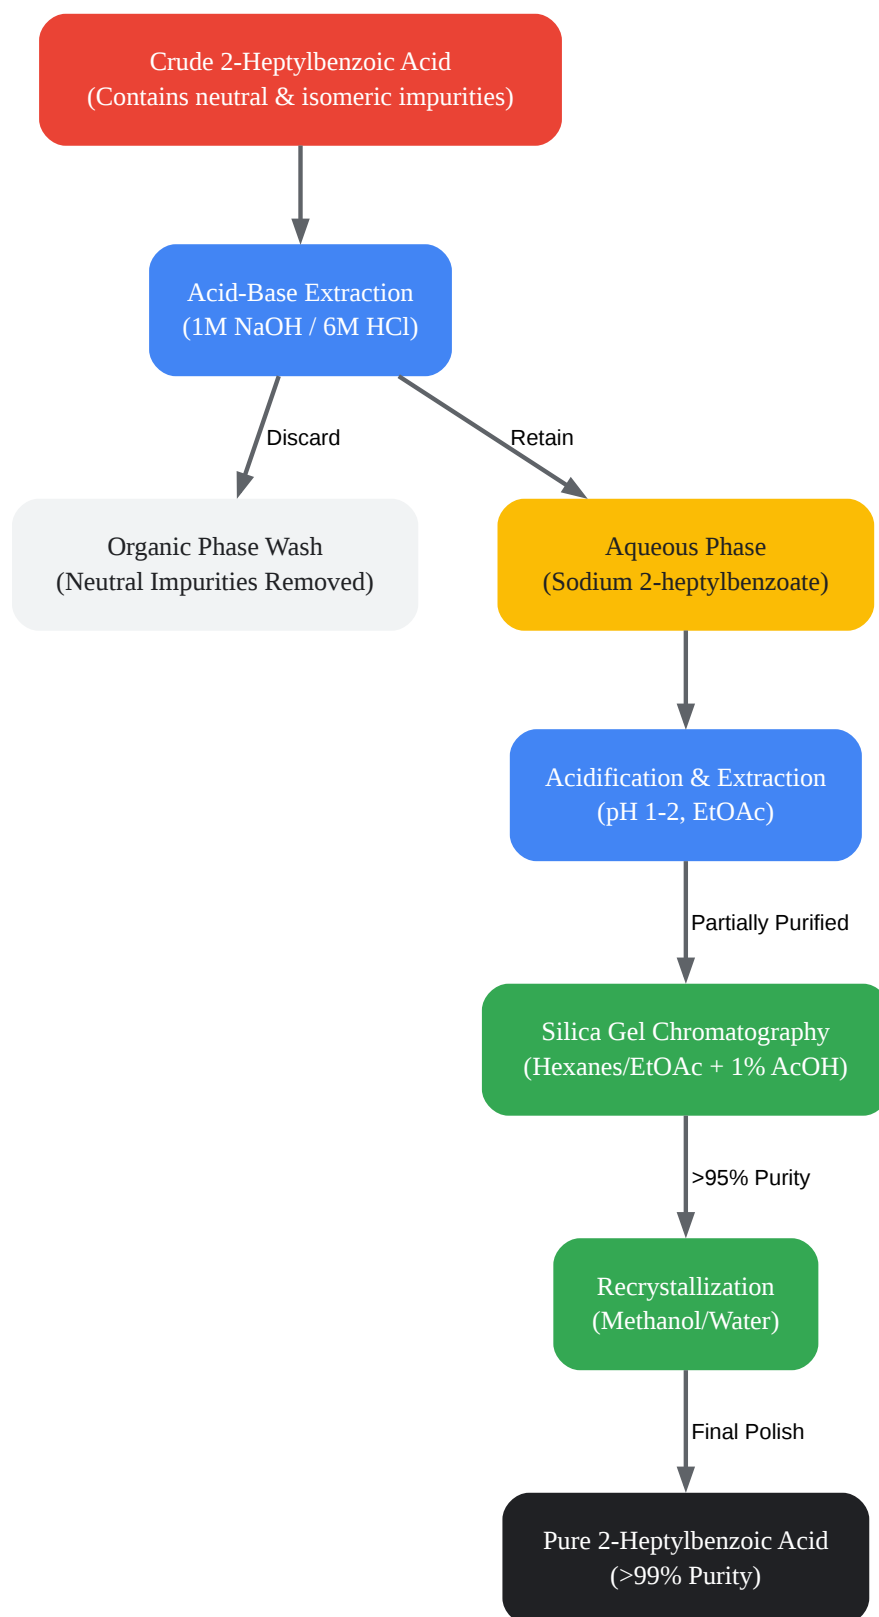 Crude 2-Heptylbenzoic Acid
(Contains neutral & isomeric impurities)
Acid-Base Extraction
(1M NaOH / 6M HCl)
Discard
Retain
Organic Phase Wash
(Neutral Impurities Removed)
Aqueous Phase
(Sodium 2-heptylbenzoate)
Acidification & Extraction
(pH 1-2, EtOAc)
Partially Purified
Silica Gel Chromatography
(Hexanes/EtOAc + 1% AcOH)
>95% Purity
Recrystallization
(Methanol/Water)
Final Polish
Pure 2-Heptylbenzoic Acid
(>99% Purity)